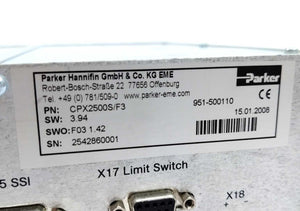 Parker Hannifin GmbH & Co. KG EME
Robert-Bosch-Straße 22 77656 Offenburg
Tel +49 (0) 781/509-0 www.parker-eme.com
Parker
PN: CPX2500S/F3
951-500110
SW: 3.94
15.01.2008
SWO: F03 1.42
SN: 2542860001
5 SSI
X17 Limit Switch
X18